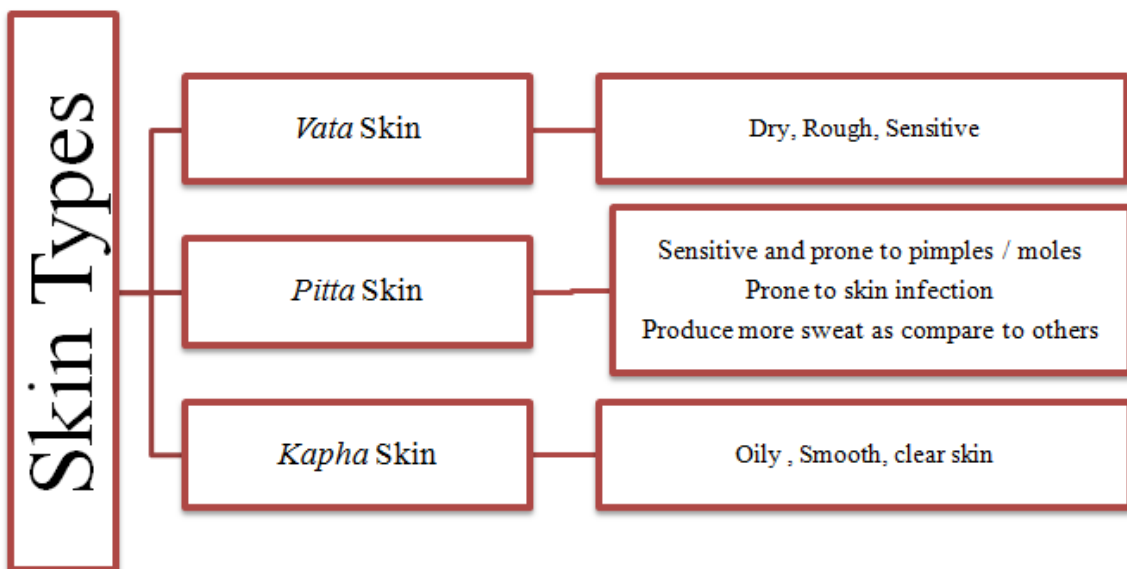 Skin Types
Vata Skin
Dry, Rough, Sensitive
Pitta Skin
Sensitive and prone to pimples / moles
Prone to skin infection
Produce more sweat as compare to others
Kapha Skin
Oily , Smooth, clear skin